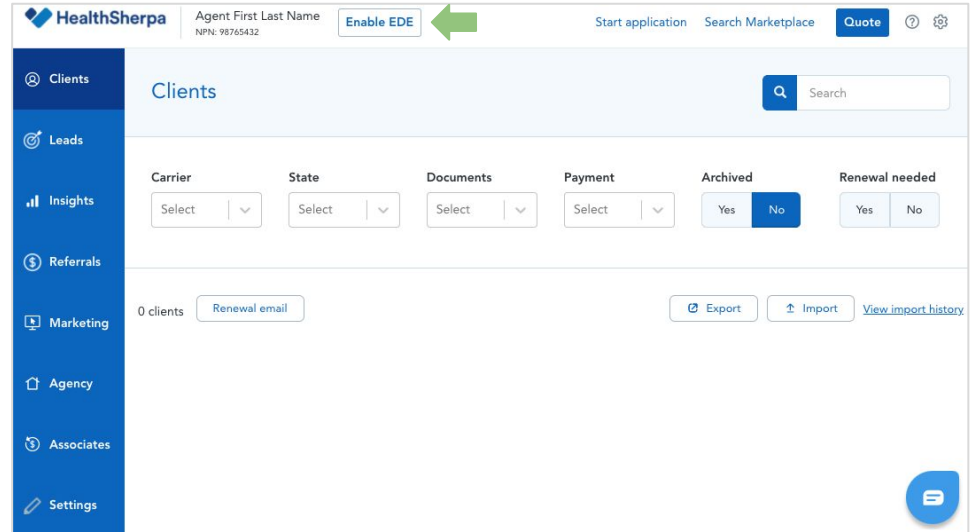 HealthSherpa
Agent First Last Name
NPN: 98765432
Enable EDE
Start application
Search Marketplace
Quote
?
Clients
Leads
Insights
Referrals
Marketing
Agency
Associates
Settings
Clients
Search
Carrier
State
Documents
Payment
Archived
Renewal needed
Select
Select
Select
Select
Yes
No
Yes
No
0 clients
Renewal email
Export
Import
View import history